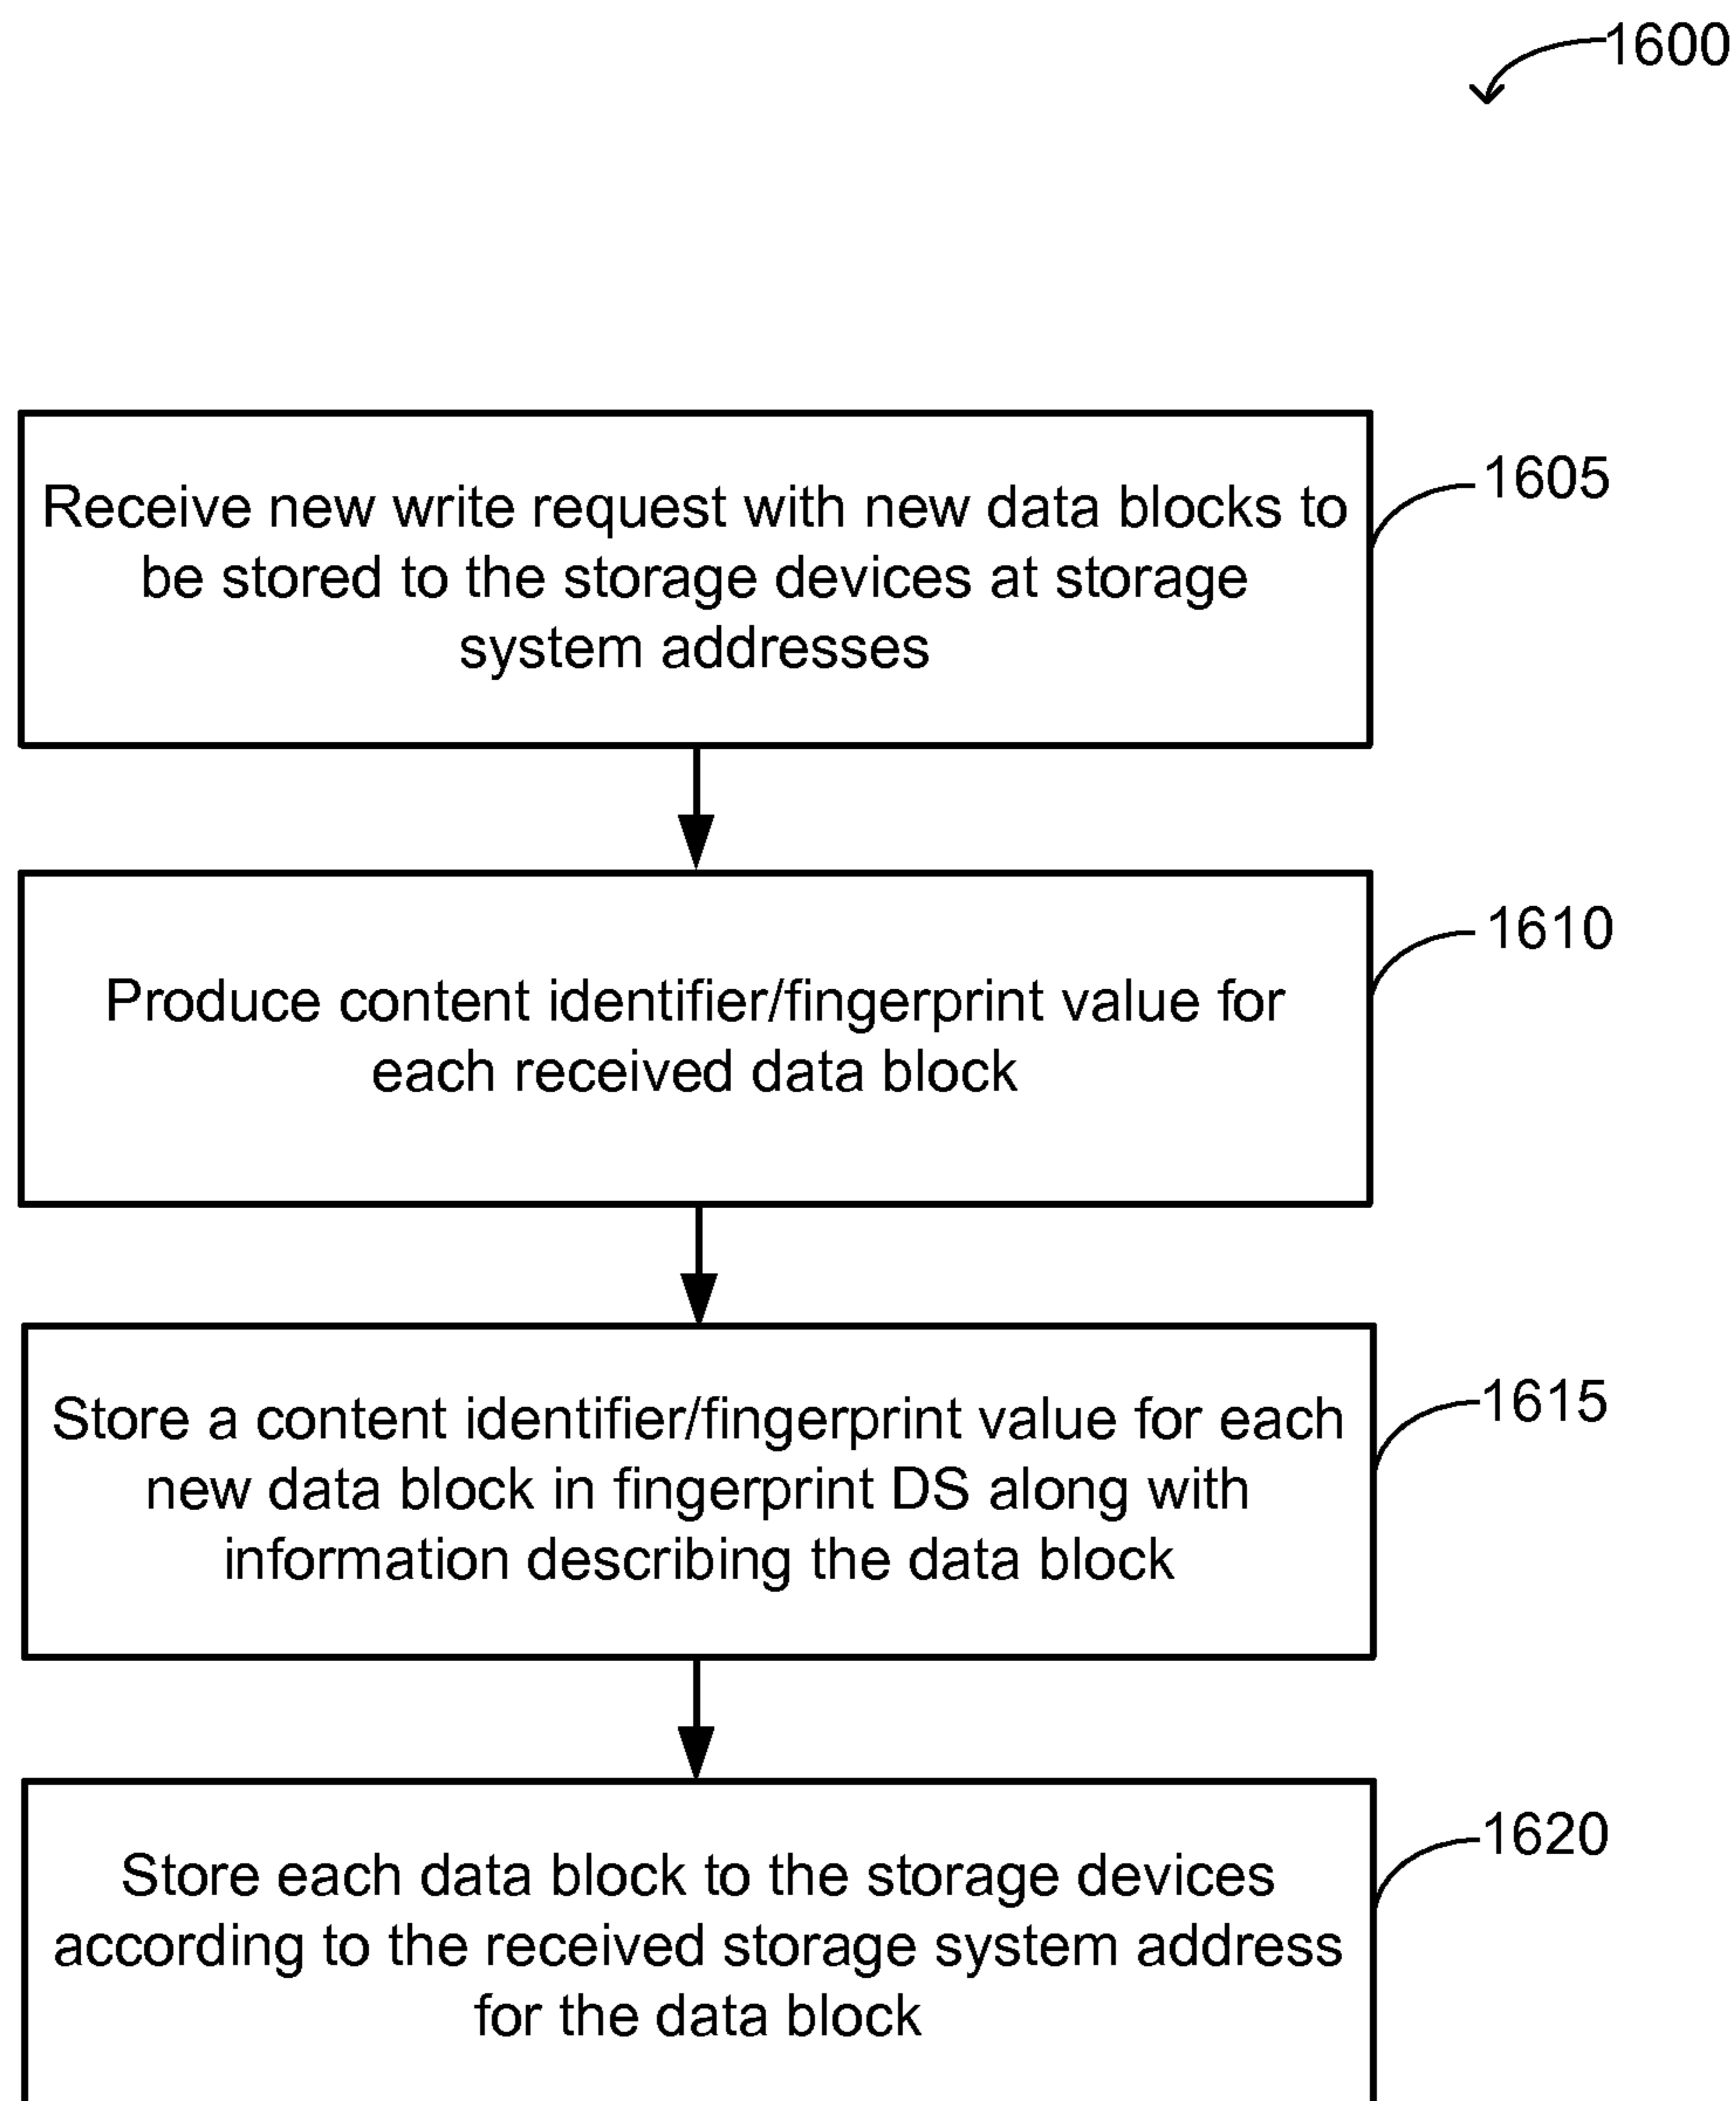 1600
Receive new write request with new data blocks to
be stored to the storage devices at storage
system addresses
1605
Produce content identifier/fingerprint value for
each received data block
1610
Store a content identifier/fingerprint value for each
new data block in fingerprint DS along with
information describing the data block
1615
Store each data block to the storage devices
according to the received storage system address
for the data block
1620